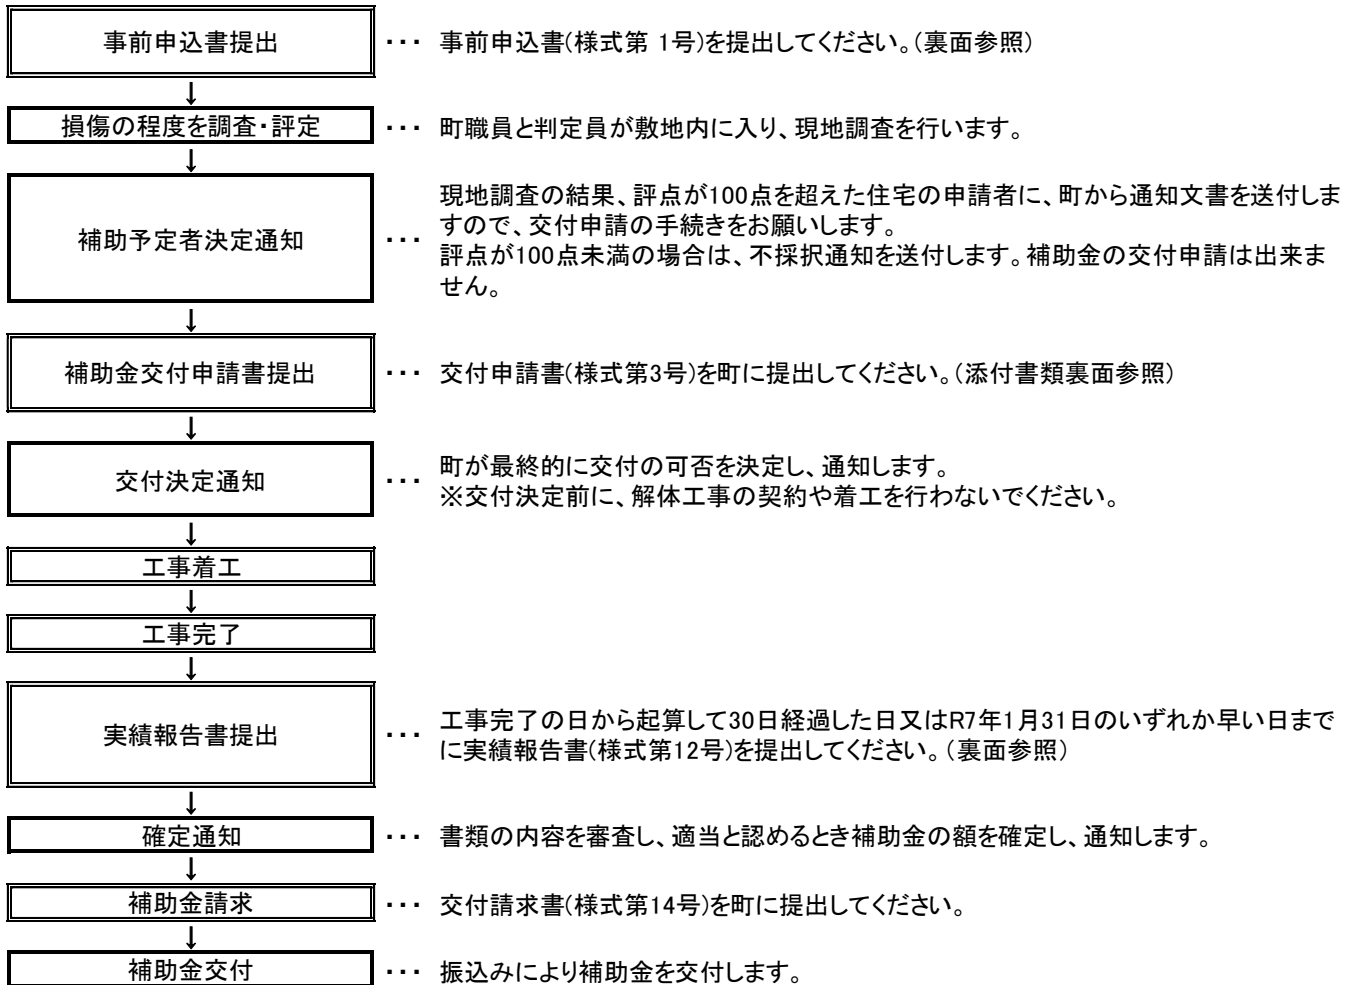 事前申込書提出 ・・・ 事前申込書(様式第 1号)を提出してください。(裏面参照)
↓
損傷の程度を調査・評定 ・・・ 町職員と判定員が敷地内に入り、現地調査を行います。
↓
補助予定者決定通知 ・・・ 現地調査の結果、評点が100点を超えた住宅の申請者に、町から通知文書を送付しま
すので、交付申請の手続きをお願いします。
評点が100点未満の場合は、不採択通知を送付します。補助金の交付申請は出来ま
せん。
↓
補助金交付申請書提出 ・・・ 交付申請書(様式第3号)を町に提出してください。(添付書類裏面参照)
↓
交付決定通知 ・・・ 町が最終的に交付の可否を決定し、通知します。
※交付決定前に、解体工事の契約や着工を行わないでください。
↓
工事着工
↓
工事完了
↓
実績報告書提出 ・・・ 工事完了の日から起算して30日経過した日又はR7年1月31日のいずれか早い日まで
に実績報告書(様式第12号)を提出してください。(裏面参照)
↓
確定通知 ・・・ 書類の内容を審査し、適当と認めるとき補助金の額を確定し、通知します。
↓
補助金請求 ・・・ 交付請求書(様式第14号)を町に提出してください。
↓
補助金交付 ・・・ 振込みにより補助金を交付します。